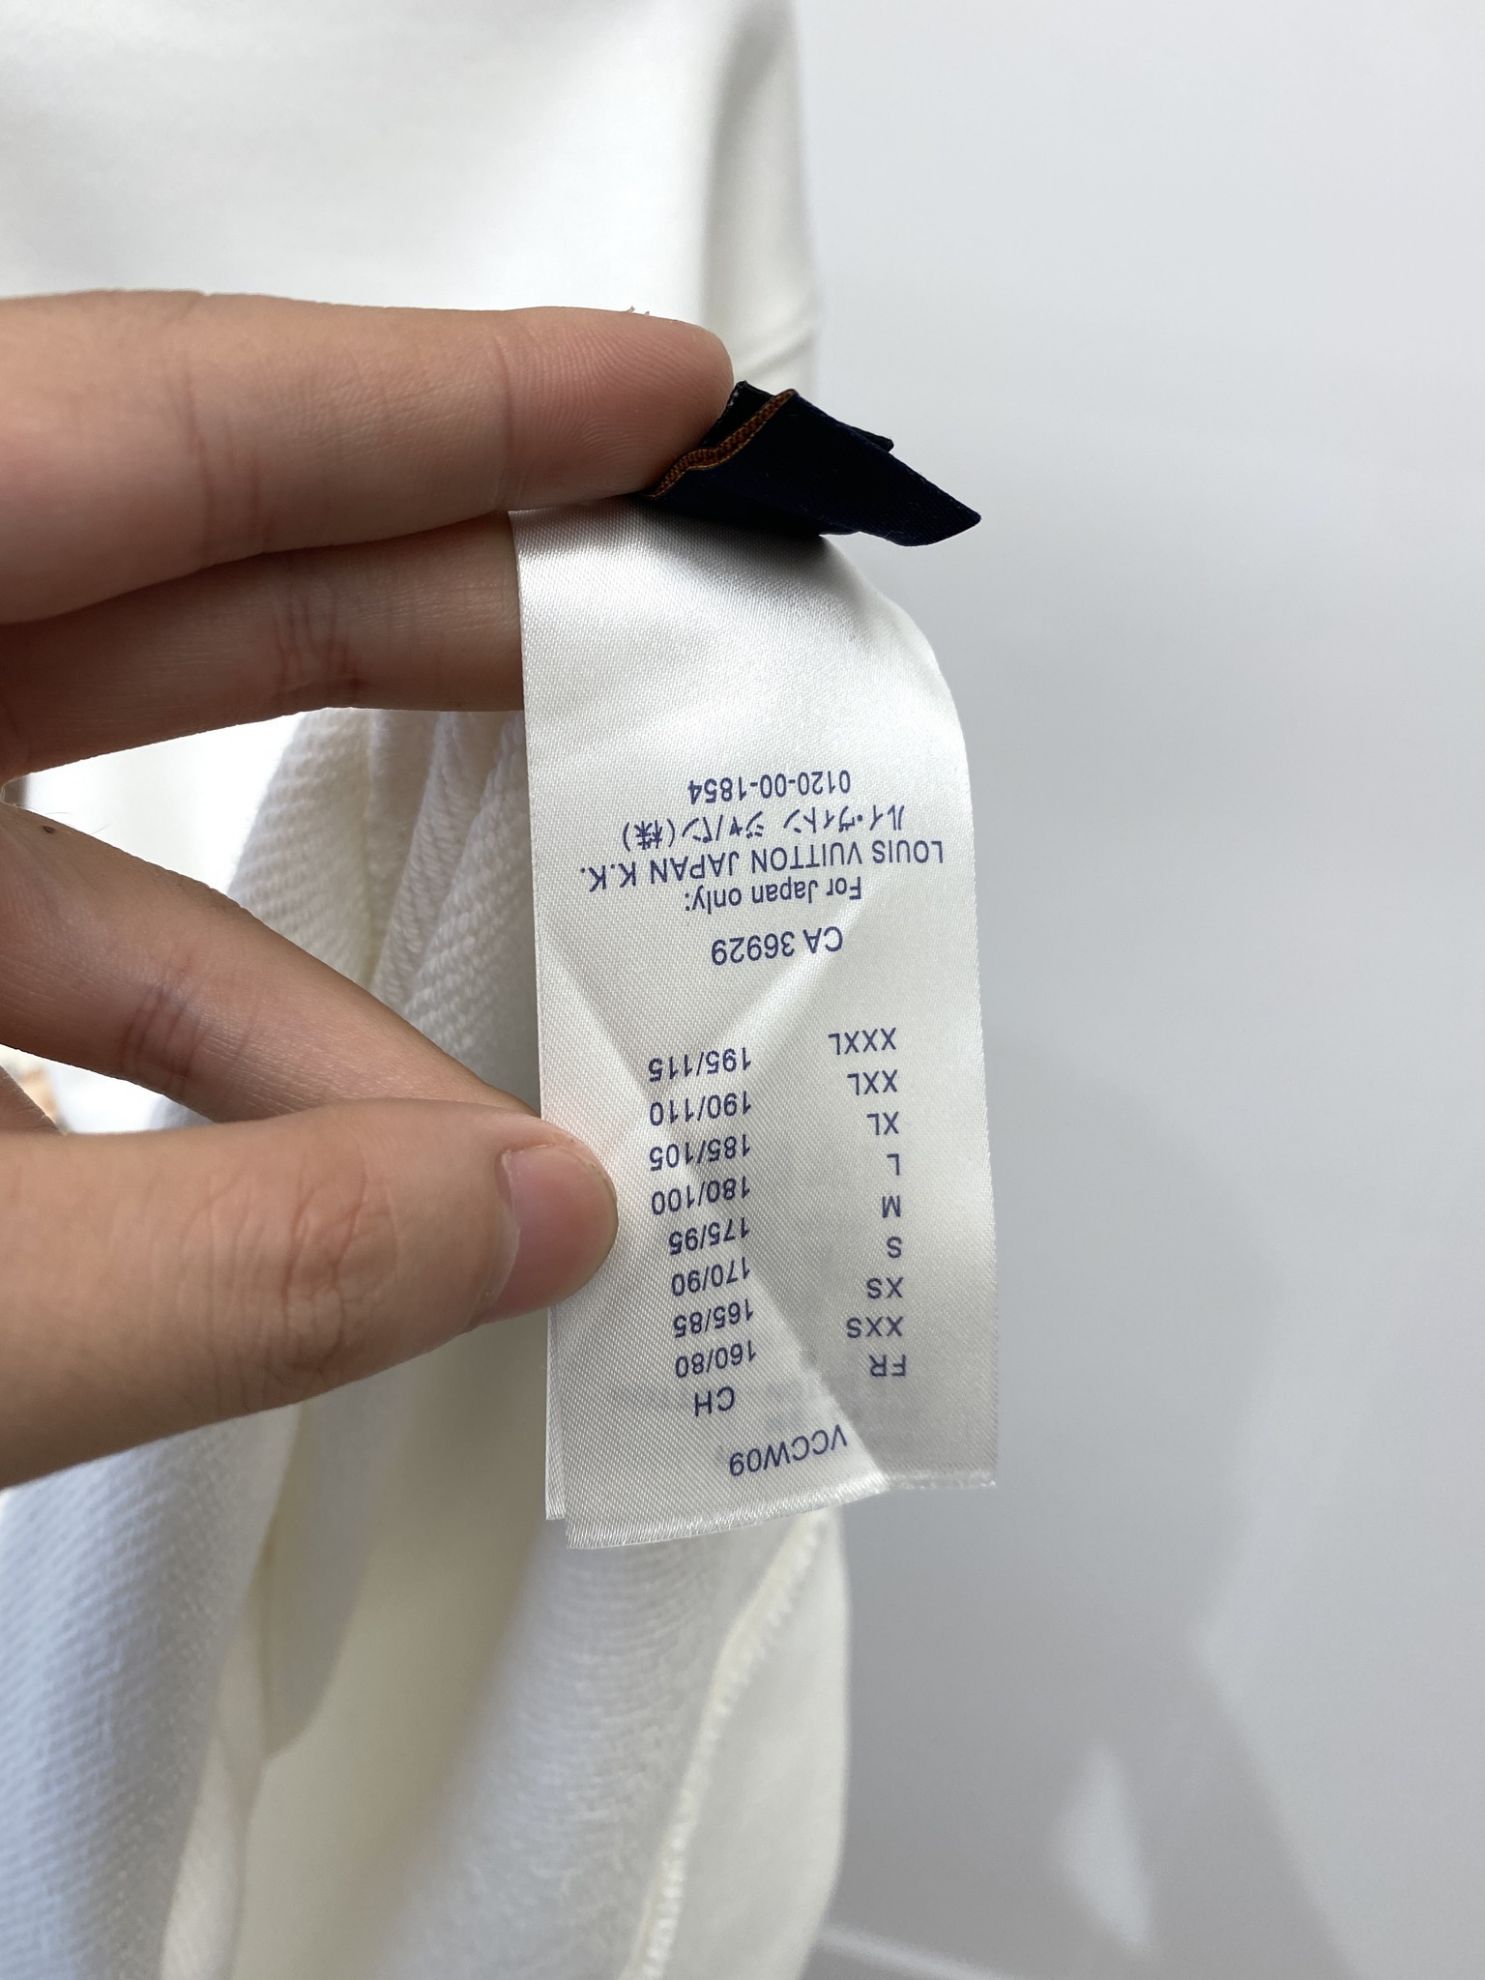 VCCW09
FR CH
XXS 160/80
XS 165/85
S 170/90
M 175/95
L 180/100
XL 185/105
XXL 190/110
XXXL 195/115
CA 36929
For Japan only:
LOUIS VUITTON JAPAN K.K.
ルイ・ヴィトン ジャパン(株)
0120-00-1854